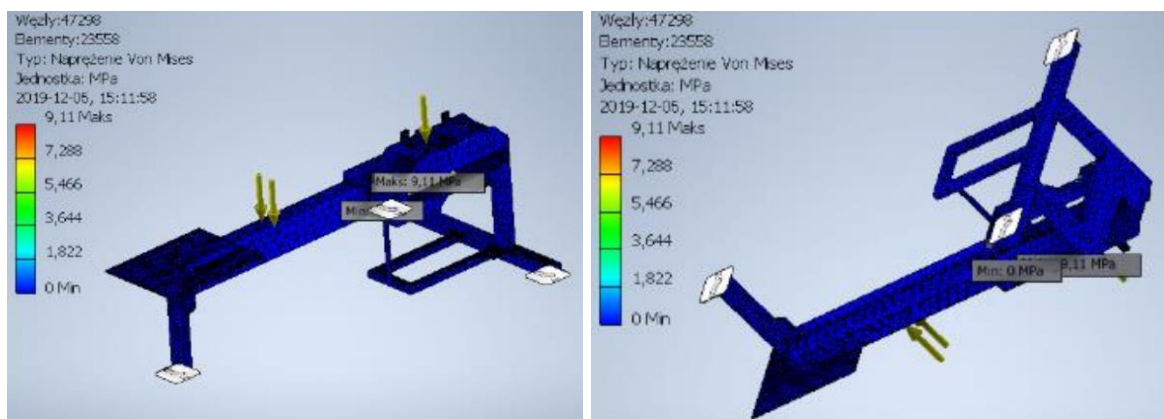 Węzły:47298
Elementy:23558
Typ: Naprężenie Von Mises
Jednostka: MPa
2019-12-05, 15:11:58
9,11 Maks
7,288
5,466
3,644
1,822
0 Min
Maks: 9,11 MPa
Min:
Węzły:47298
Elementy:23558
Typ: Naprężenie Von Mises
Jednostka: MPa
2019-12-05, 15:11:58
9,11 Maks
7,288
5,466
3,644
1,822
0 Min
Min: 0 MPa
9,11 MPa